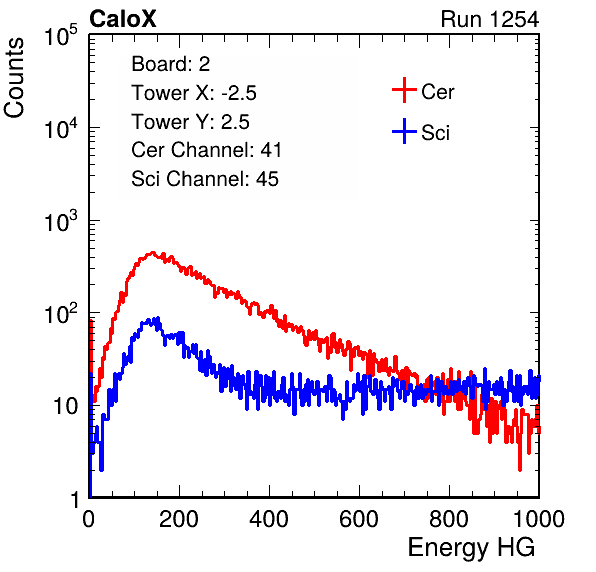 CaloX Run 1254
Counts
10^5
10^4
10^3
10^2
10
1
Board: 2
Tower X: -2.5
Tower Y: 2.5
Cer Channel: 41
Sci Channel: 45
Cer
Sci
0 200 400 600 800 1000
Energy HG